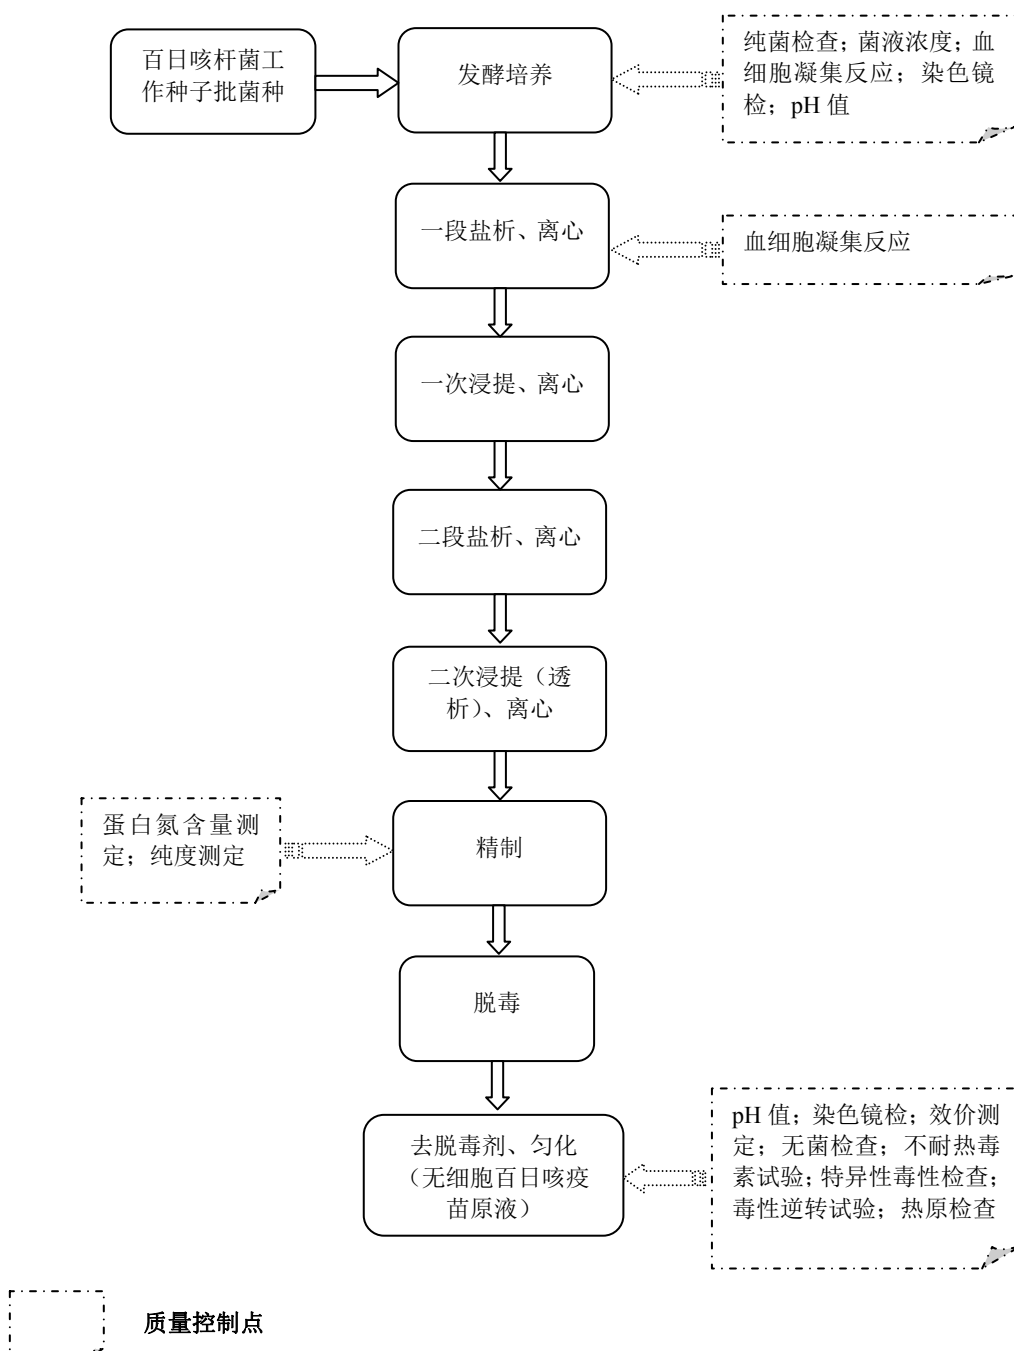 百日咳杆菌工
作种子批菌种
发酵培养
纯菌检查；菌液浓度；血
细胞凝集反应；染色镜
检；pH 值
一段盐析、离心
血细胞凝集反应
一次浸提、离心
二段盐析、离心
二次浸提（透
析）、离心
蛋白氮含量测
定；纯度测定
精制
脱毒
去脱毒剂、匀化
（无细胞百日咳疫
苗原液）
pH 值；染色镜检；效价测
定；无菌检查；不耐热毒
素试验；特异性毒性检查；
毒性逆转试验；热原检查
质量控制点